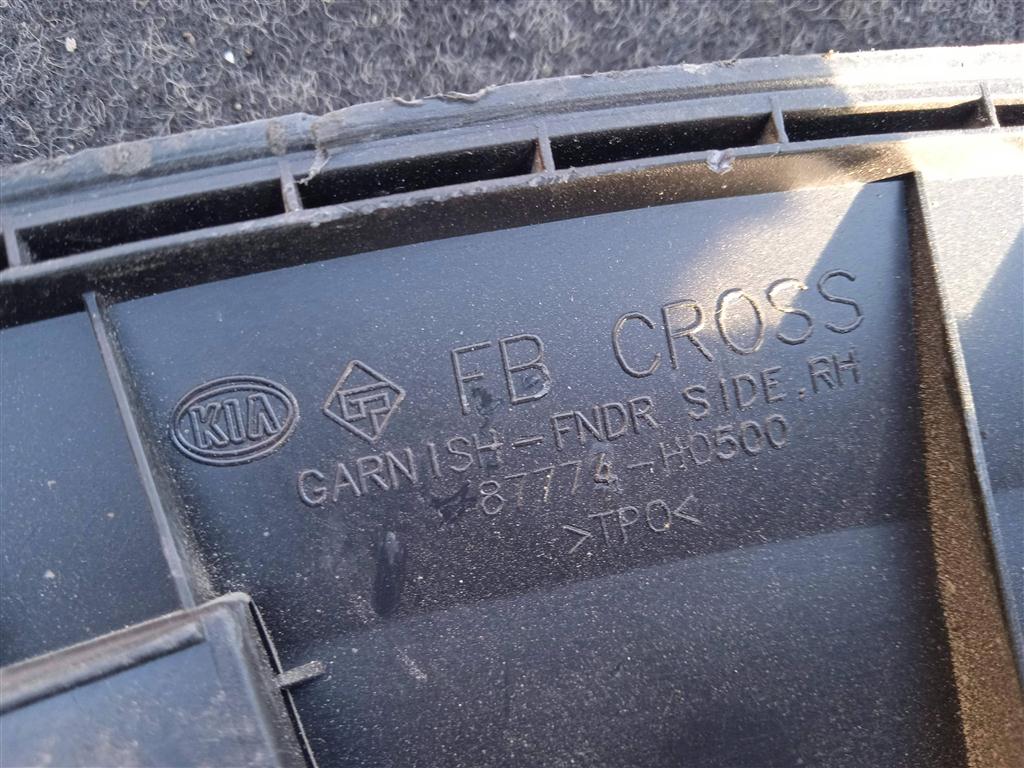 KIA FB CROSS
GARNISH-FNDR SIDE.RH
87774-H0500
>TPO<